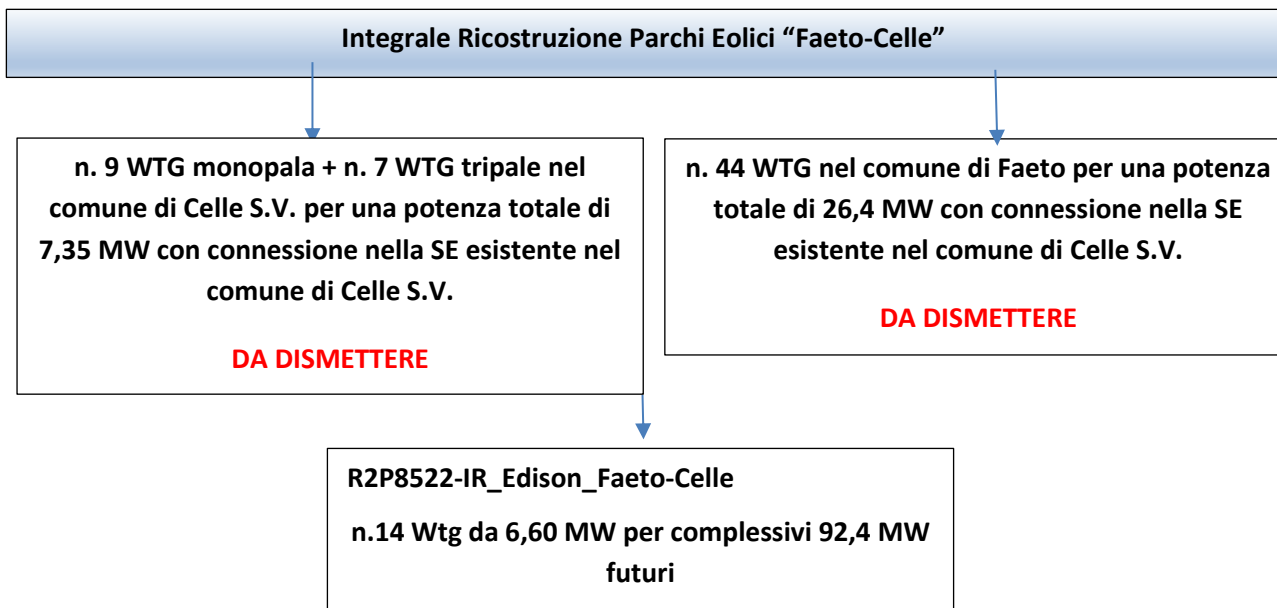 Integrale Ricostruzione Parchi Eolici “Faeto-Celle”
n. 9 WTG monopala + n. 7 WTG tripale nel
comune di Celle S.V. per una potenza totale di
7,35 MW con connessione nella SE esistente nel
comune di Celle S.V.
DA DISMETTERE
n. 44 WTG nel comune di Faeto per una potenza
totale di 26,4 MW con connessione nella SE
esistente nel comune di Celle S.V.
DA DISMETTERE
R2P8522-IR_Edison_Faeto-Celle
n.14 Wtg da 6,60 MW per complessivi 92,4 MW
futuri